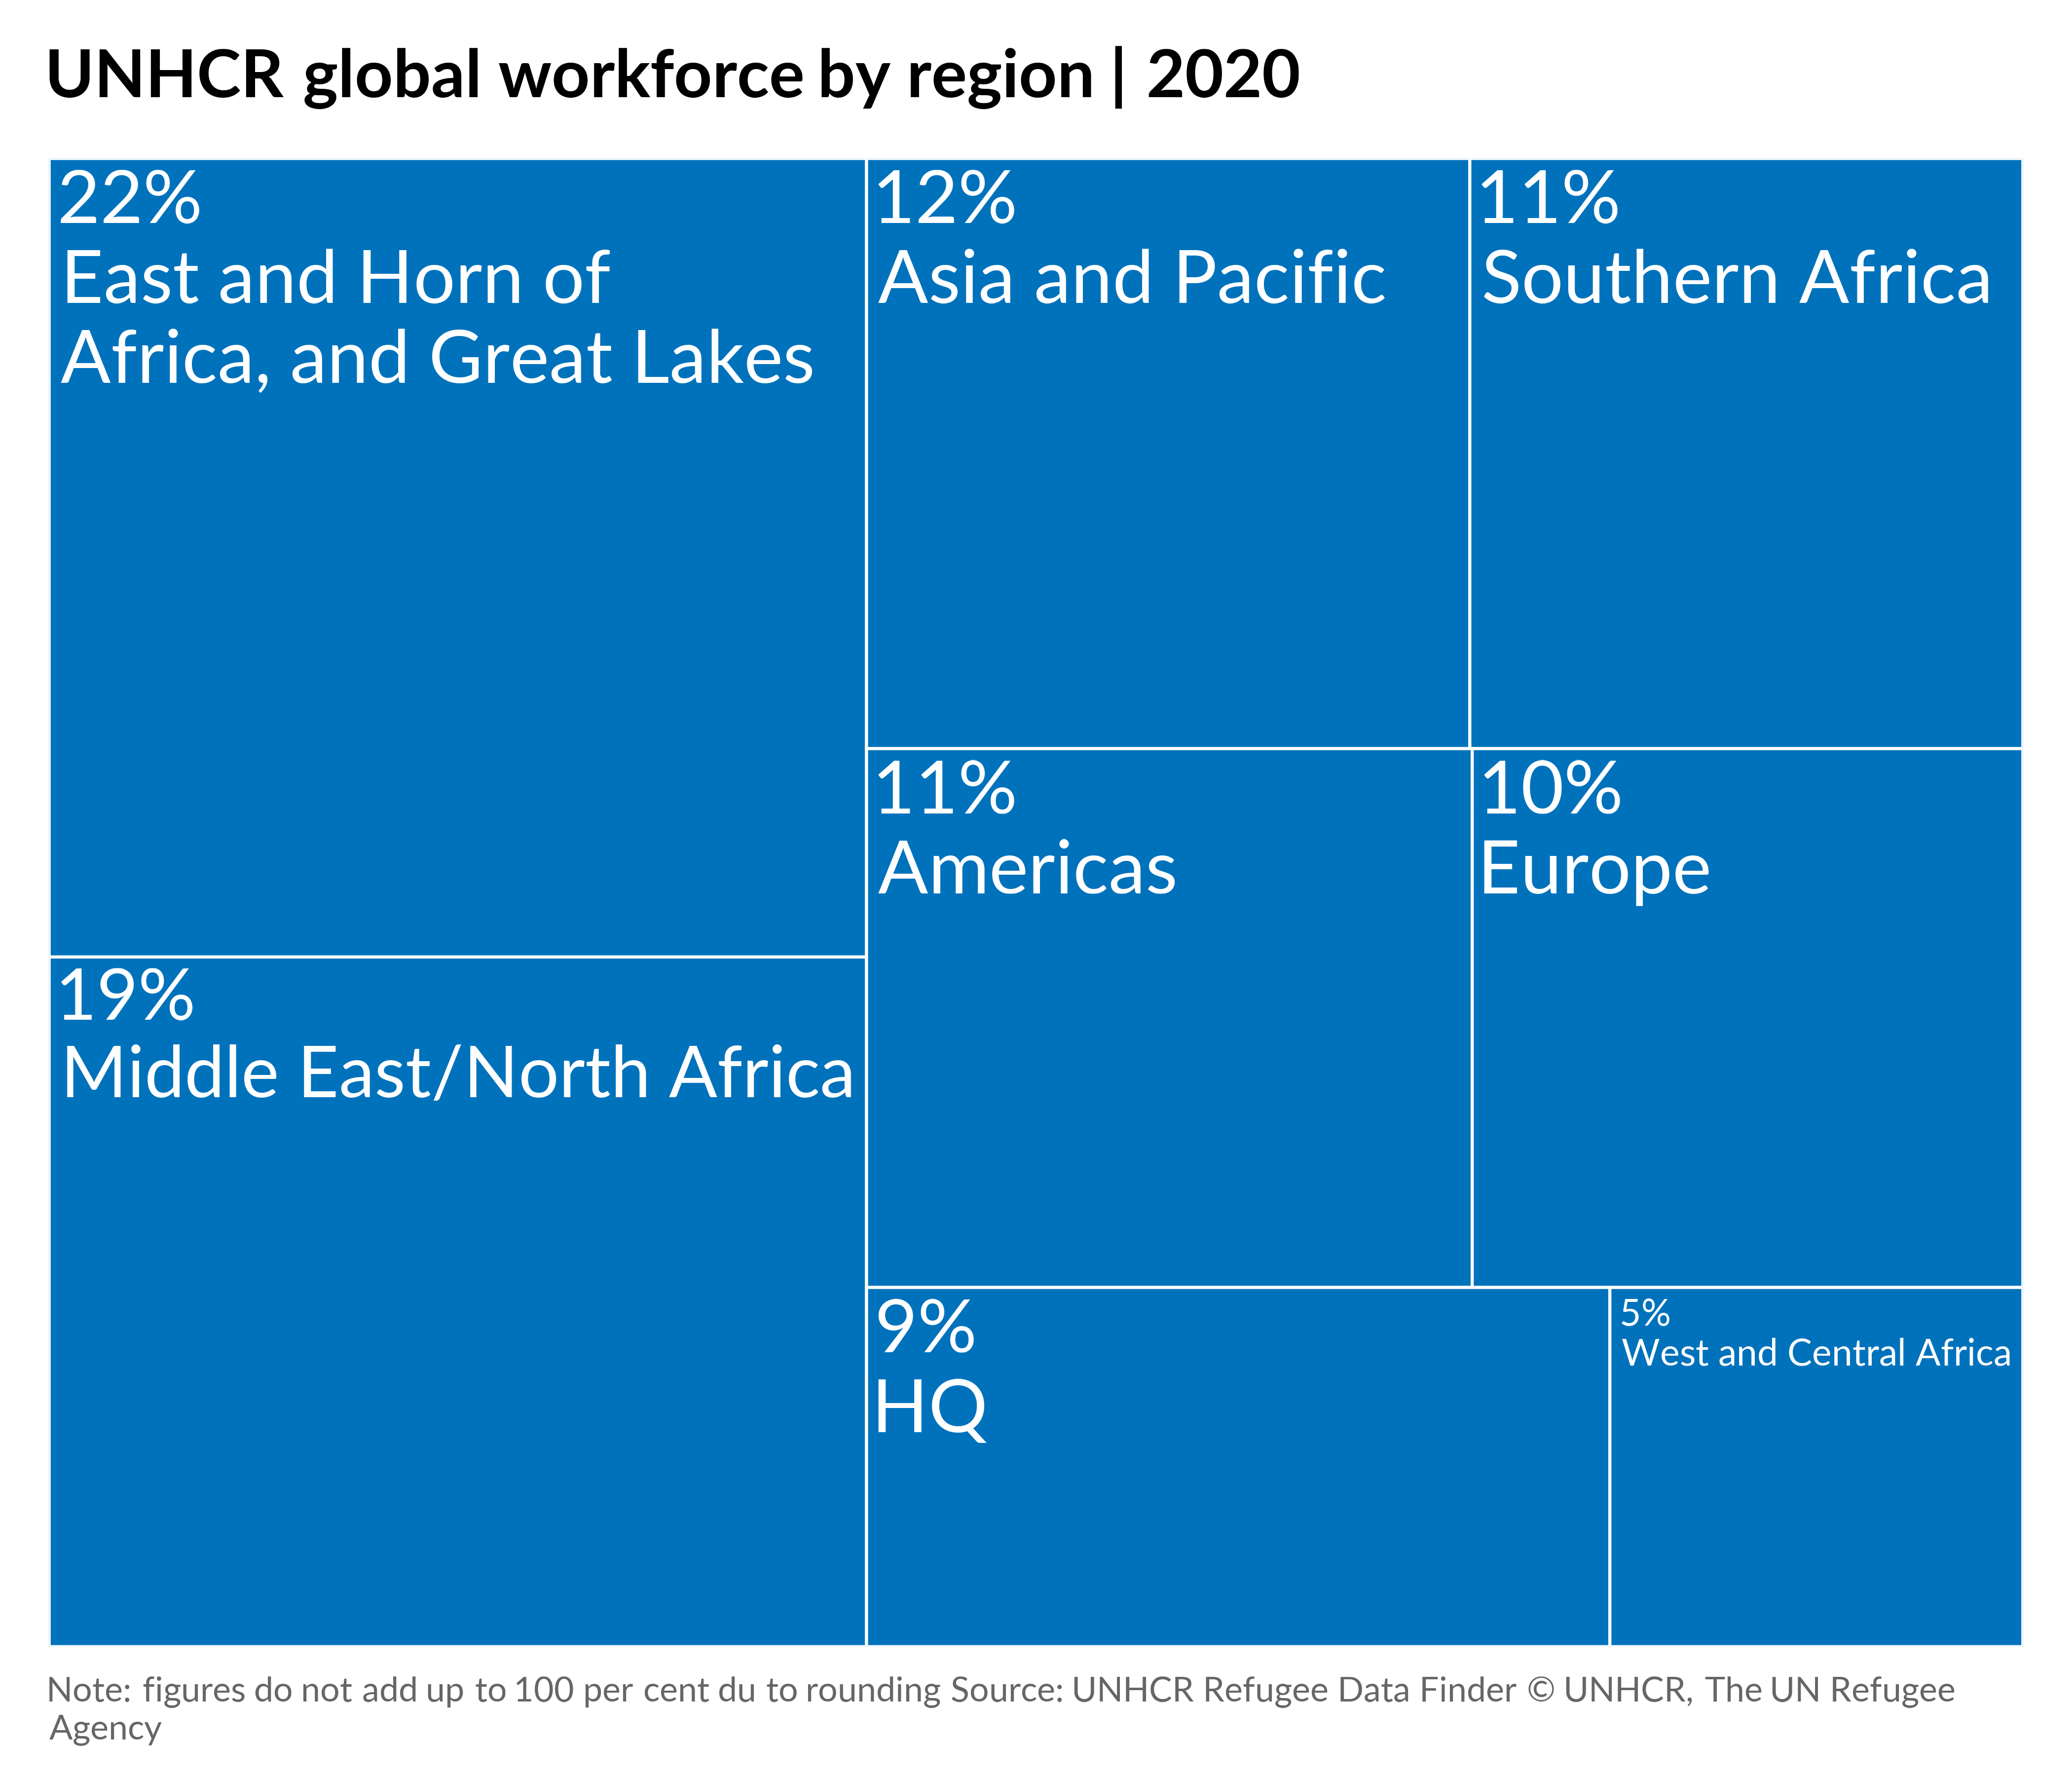 UNHCR global workforce by region | 2020
22%
East and Horn of
Africa, and Great Lakes
12%
Asia and Pacific
11%
Southern Africa
11%
Americas
10%
Europe
19%
Middle East/North Africa
9%
HQ
5%
West and Central Africa
Note: figures do not add up to 100 per cent du to rounding Source: UNHCR Refugee Data Finder © UNHCR, The UN Refugee
Agency